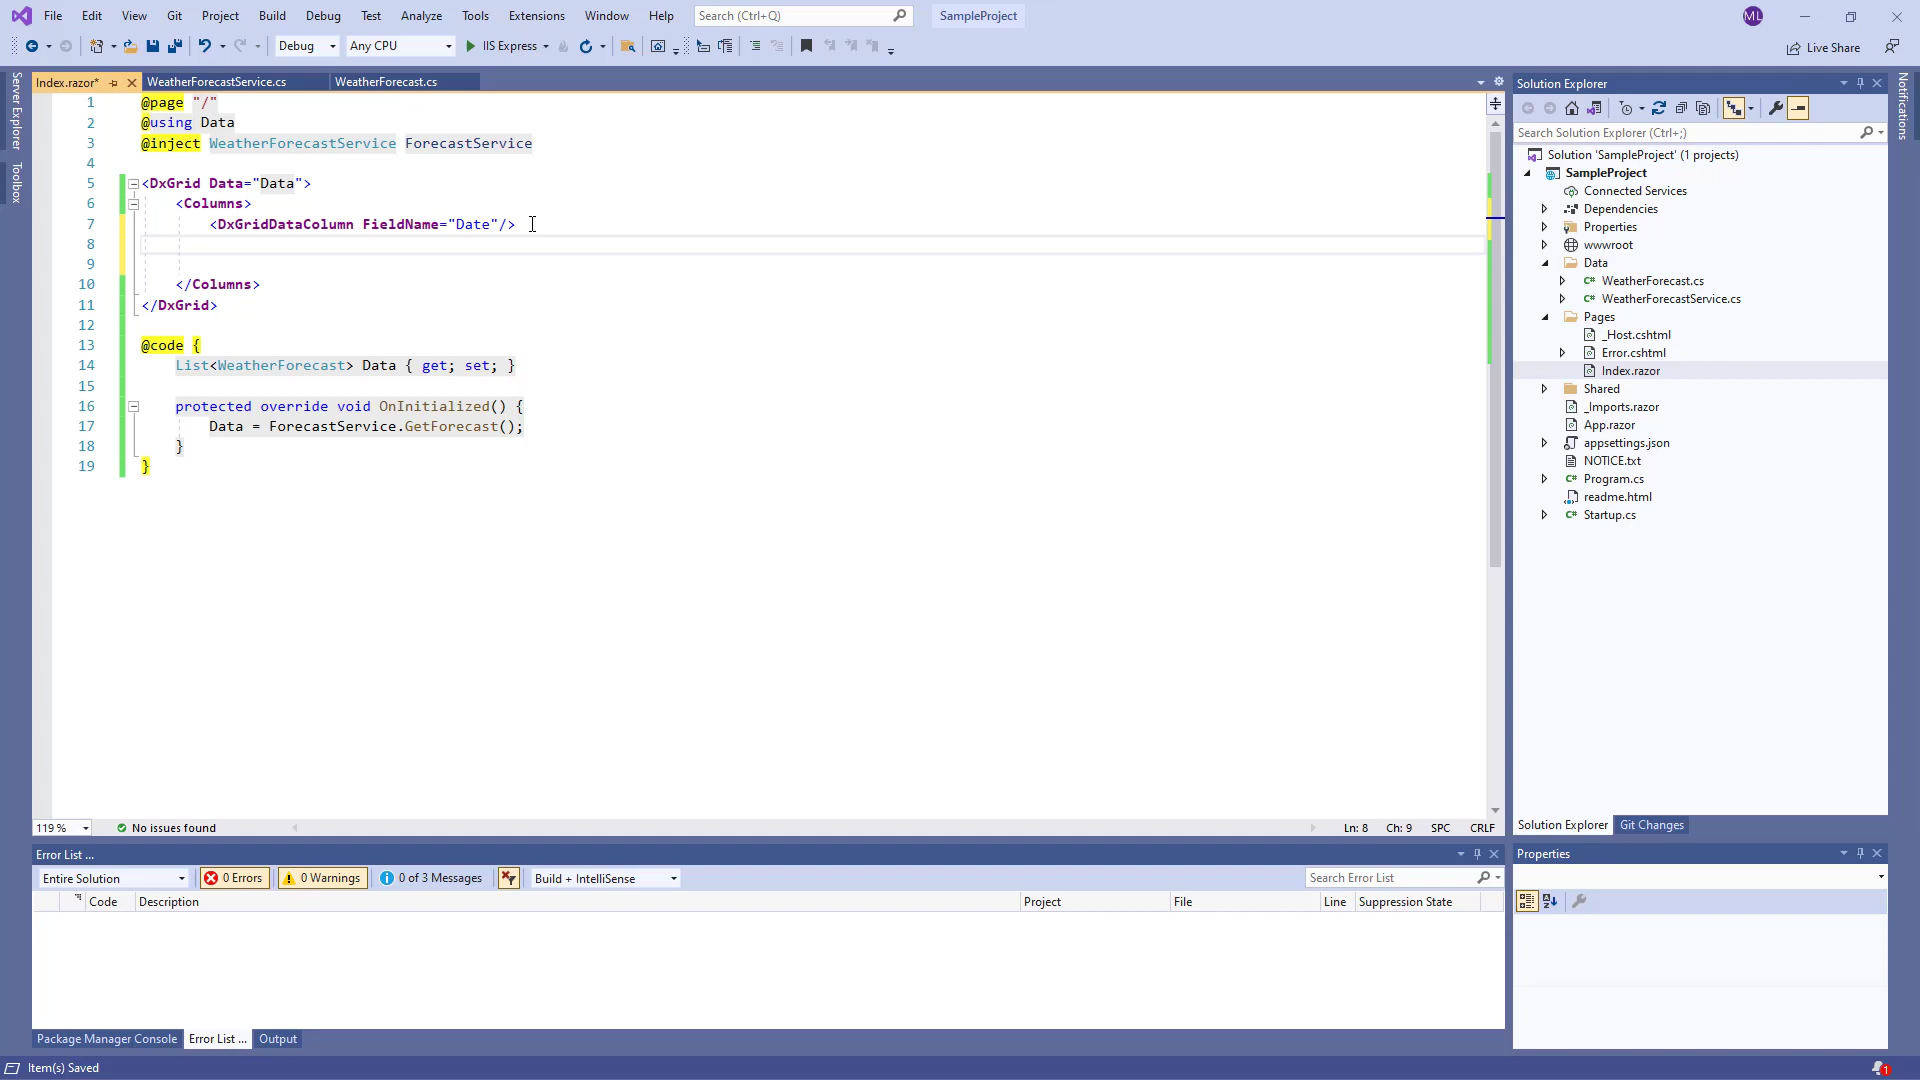 File Edit View Git Project Build Debug Test Analyze Tools Extensions Window Help Search (Ctrl+Q) SampleProject ML
Debug Any CPU IIS Express Live Share
Server Explorer
Toolbox
Index.razor* WeatherForecastService.cs WeatherForecast.cs
1 @page "/"
2 @using Data
3 @inject WeatherForecastService ForecastService
4
5 <DxGrid Data="Data">
6 <Columns>
7 <DxGridDataColumn FieldName="Date"/>
8
9
10 </Columns>
11 </DxGrid>
12
13 @code {
14 List<WeatherForecast> Data { get; set; }
15
16 protected override void OnInitialized() {
17 Data = ForecastService.GetForecast();
18 }
19 }
119 % No issues found Ln: 8 Ch: 9 SPC CRLF
Solution Explorer
Search Solution Explorer (Ctrl+;)
Solution 'SampleProject' (1 projects)
SampleProject
Connected Services
Dependencies
Properties
wwwroot
Data
C# WeatherForecast.cs
C# WeatherForecastService.cs
Pages
_Host.cshtml
Error.cshtml
Index.razor
Shared
_Imports.razor
App.razor
appsettings.json
NOTICE.txt
C# Program.cs
readme.html
C# Startup.cs
Solution Explorer Git Changes
Notifications
Error List ...
Entire Solution 0 Errors 0 Warnings 0 of 3 Messages Build + IntelliSense Search Error List
Code Description Project File Line Suppression State
Package Manager Console Error List ... Output
Properties
Item(s) Saved 1